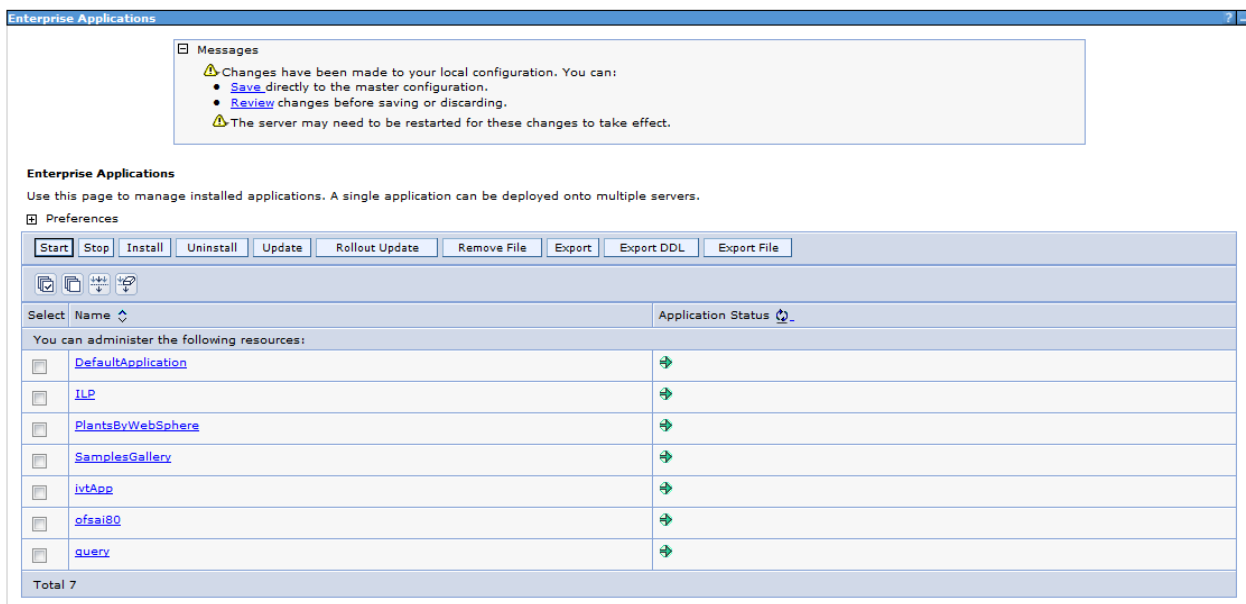 Enterprise Applications ? –
Messages
Changes have been made to your local configuration. You can:
• Save directly to the master configuration.
• Review changes before saving or discarding.
The server may need to be restarted for these changes to take effect.
Enterprise Applications
Use this page to manage installed applications. A single application can be deployed onto multiple servers.
Preferences
Start Stop Install Uninstall Update Rollout Update Remove File Export Export DDL Export File
Select Name Application Status
You can administer the following resources:
DefaultApplication
ILP
PlantsByWebSphere
SamplesGallery
ivtApp
ofsai80
query
Total 7